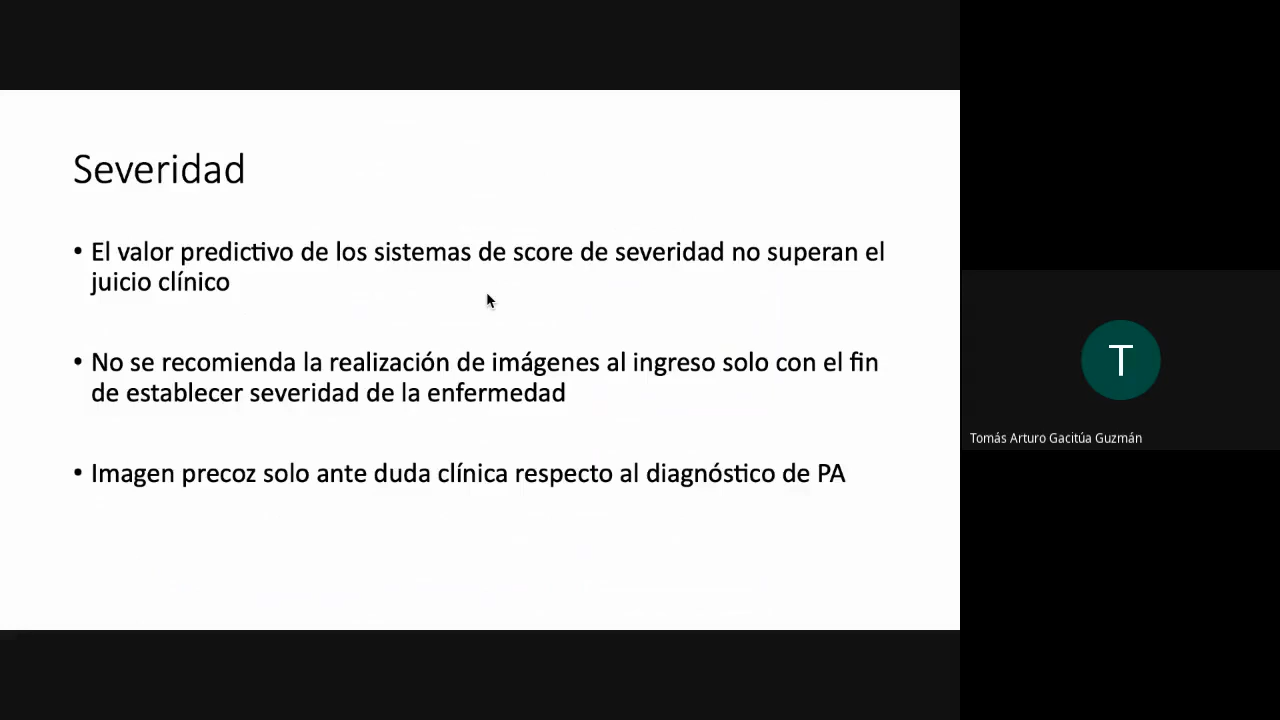 Severidad
• El valor predictivo de los sistemas de score de severidad no superan el
juicio clínico
• No se recomienda la realización de imágenes al ingreso solo con el fin
de establecer severidad de la enfermedad
• Imagen precoz solo ante duda clínica respecto al diagnóstico de PA
T
Tomás Arturo Gacitúa Guzmán